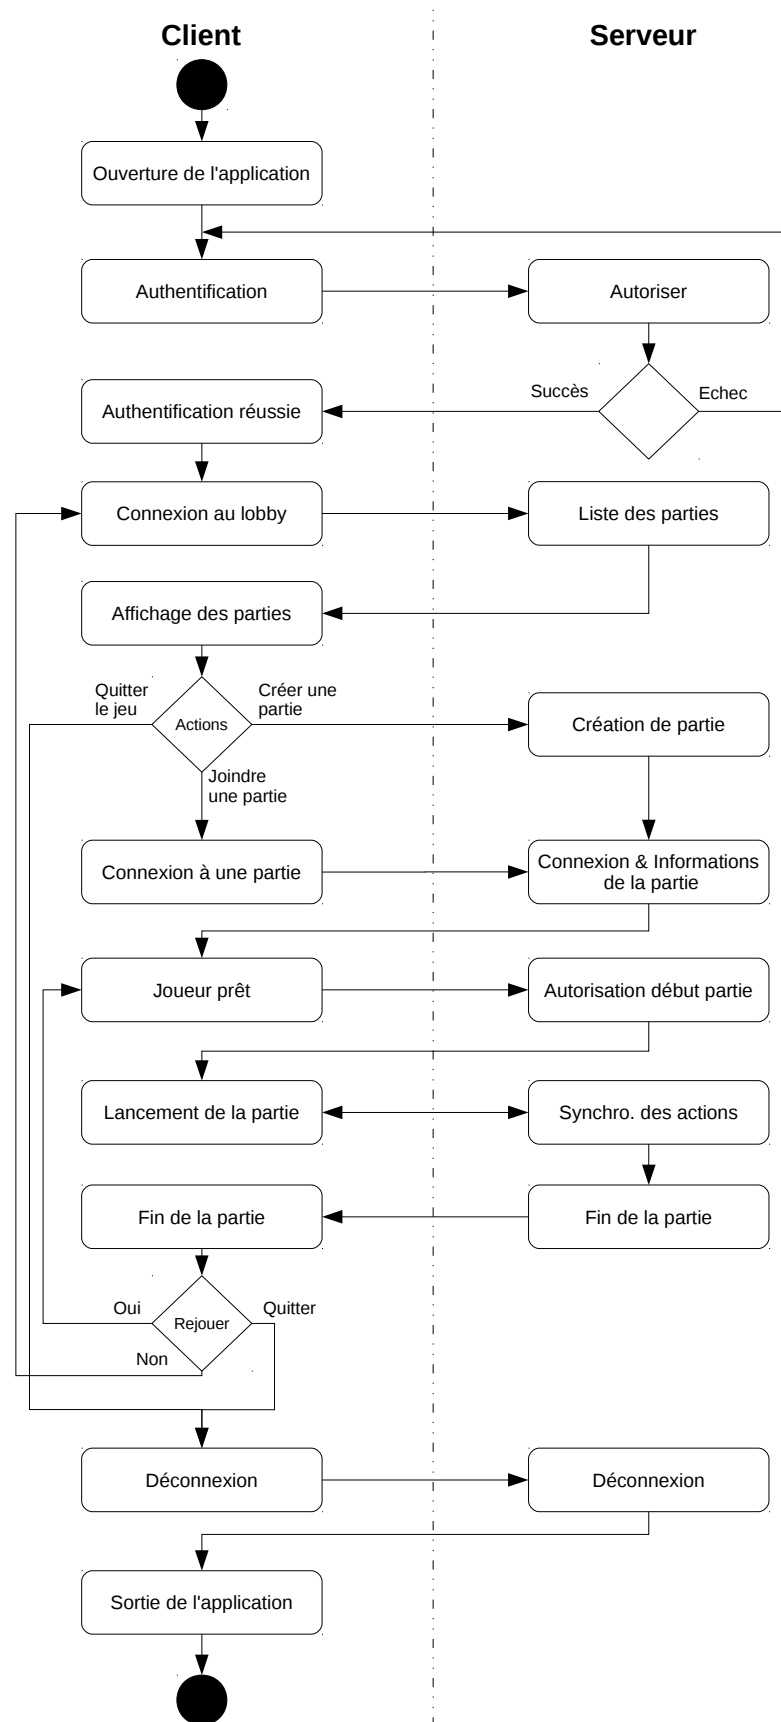 Client
Serveur
Ouverture de l'application
Authentification
Autoriser
Succès
Echec
Authentification réussie
Connexion au lobby
Liste des parties
Affichage des parties
Quitter
le jeu
Créer une
partie
Actions
Création de partie
Joindre
une partie
Connexion à une partie
Connexion & Informations
de la partie
Joueur prêt
Autorisation début partie
Lancement de la partie
Synchro. des actions
Fin de la partie
Fin de la partie
Oui
Quitter
Rejouer
Non
Déconnexion
Déconnexion
Sortie de l'application